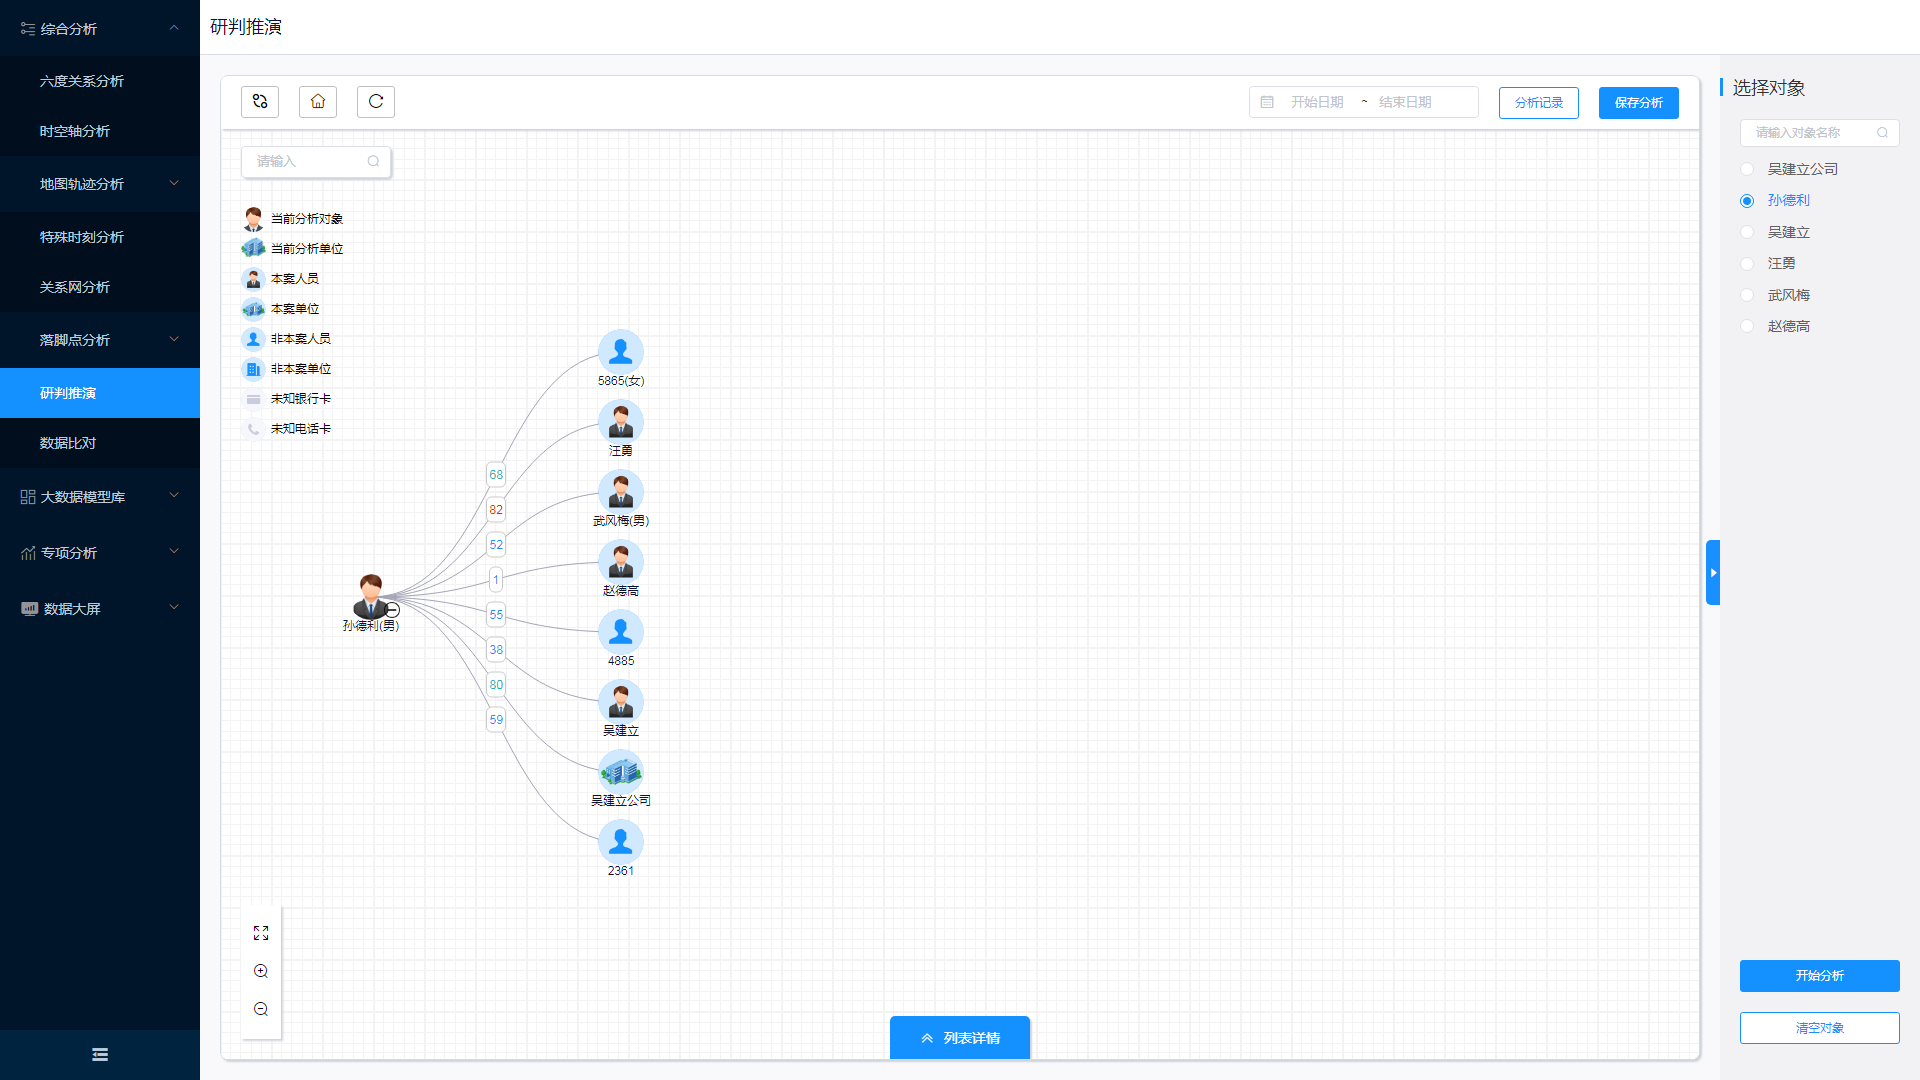 综合分析
六度关系分析
时空轴分析
地图轨迹分析
特殊时刻分析
关系网分析
落脚点分析
研判推演
数据比对
大数据模型库
专项分析
数据大屏
研判推演
开始日期 ~ 结束日期
分析记录
保存分析
请输入
当前分析对象
当前分析单位
本案人员
本案单位
非本案人员
非本案单位
未知银行卡
未知电话卡
孙德利(男)
68
82
52
1
55
38
80
59
5865(女)
汪勇
武风梅(男)
赵德高
4885
吴建立
吴建立公司
2361
列表详情
选择对象
请输入对象名称
吴建立公司
孙德利
吴建立
汪勇
武风梅
赵德高
开始分析
清空对象